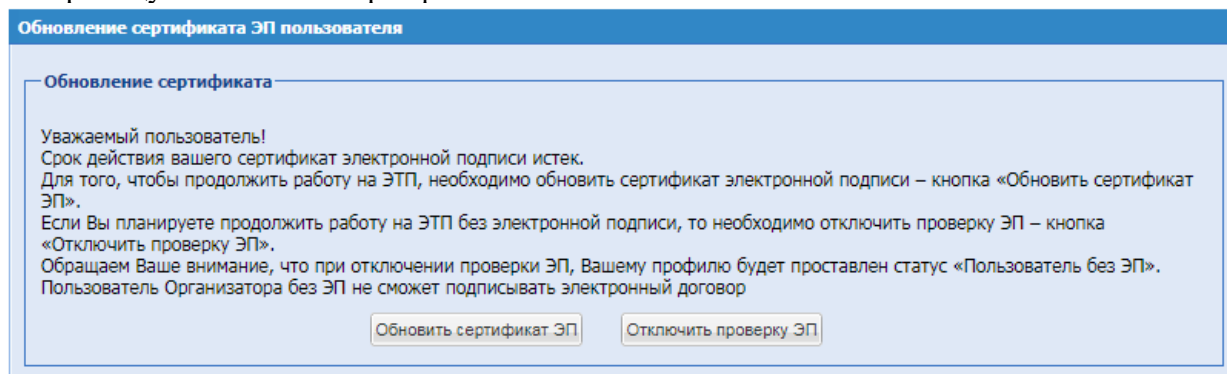 Обновление сертификата ЭП пользователя
Обновление сертификата
Уважаемый пользователь!
Срок действия вашего сертификат электронной подписи истек.
Для того, чтобы продолжить работу на ЭТП, необходимо обновить сертификат электронной подписи – кнопка «Обновить сертификат
ЭП».
Если Вы планируете продолжить работу на ЭТП без электронной подписи, то необходимо отключить проверку ЭП – кнопка
«Отключить проверку ЭП».
Обращаем Ваше внимание, что при отключении проверки ЭП, Вашему профилю будет проставлен статус «Пользователь без ЭП».
Пользователь Организатора без ЭП не сможет подписывать электронный договор
Обновить сертификат ЭП Отключить проверку ЭП